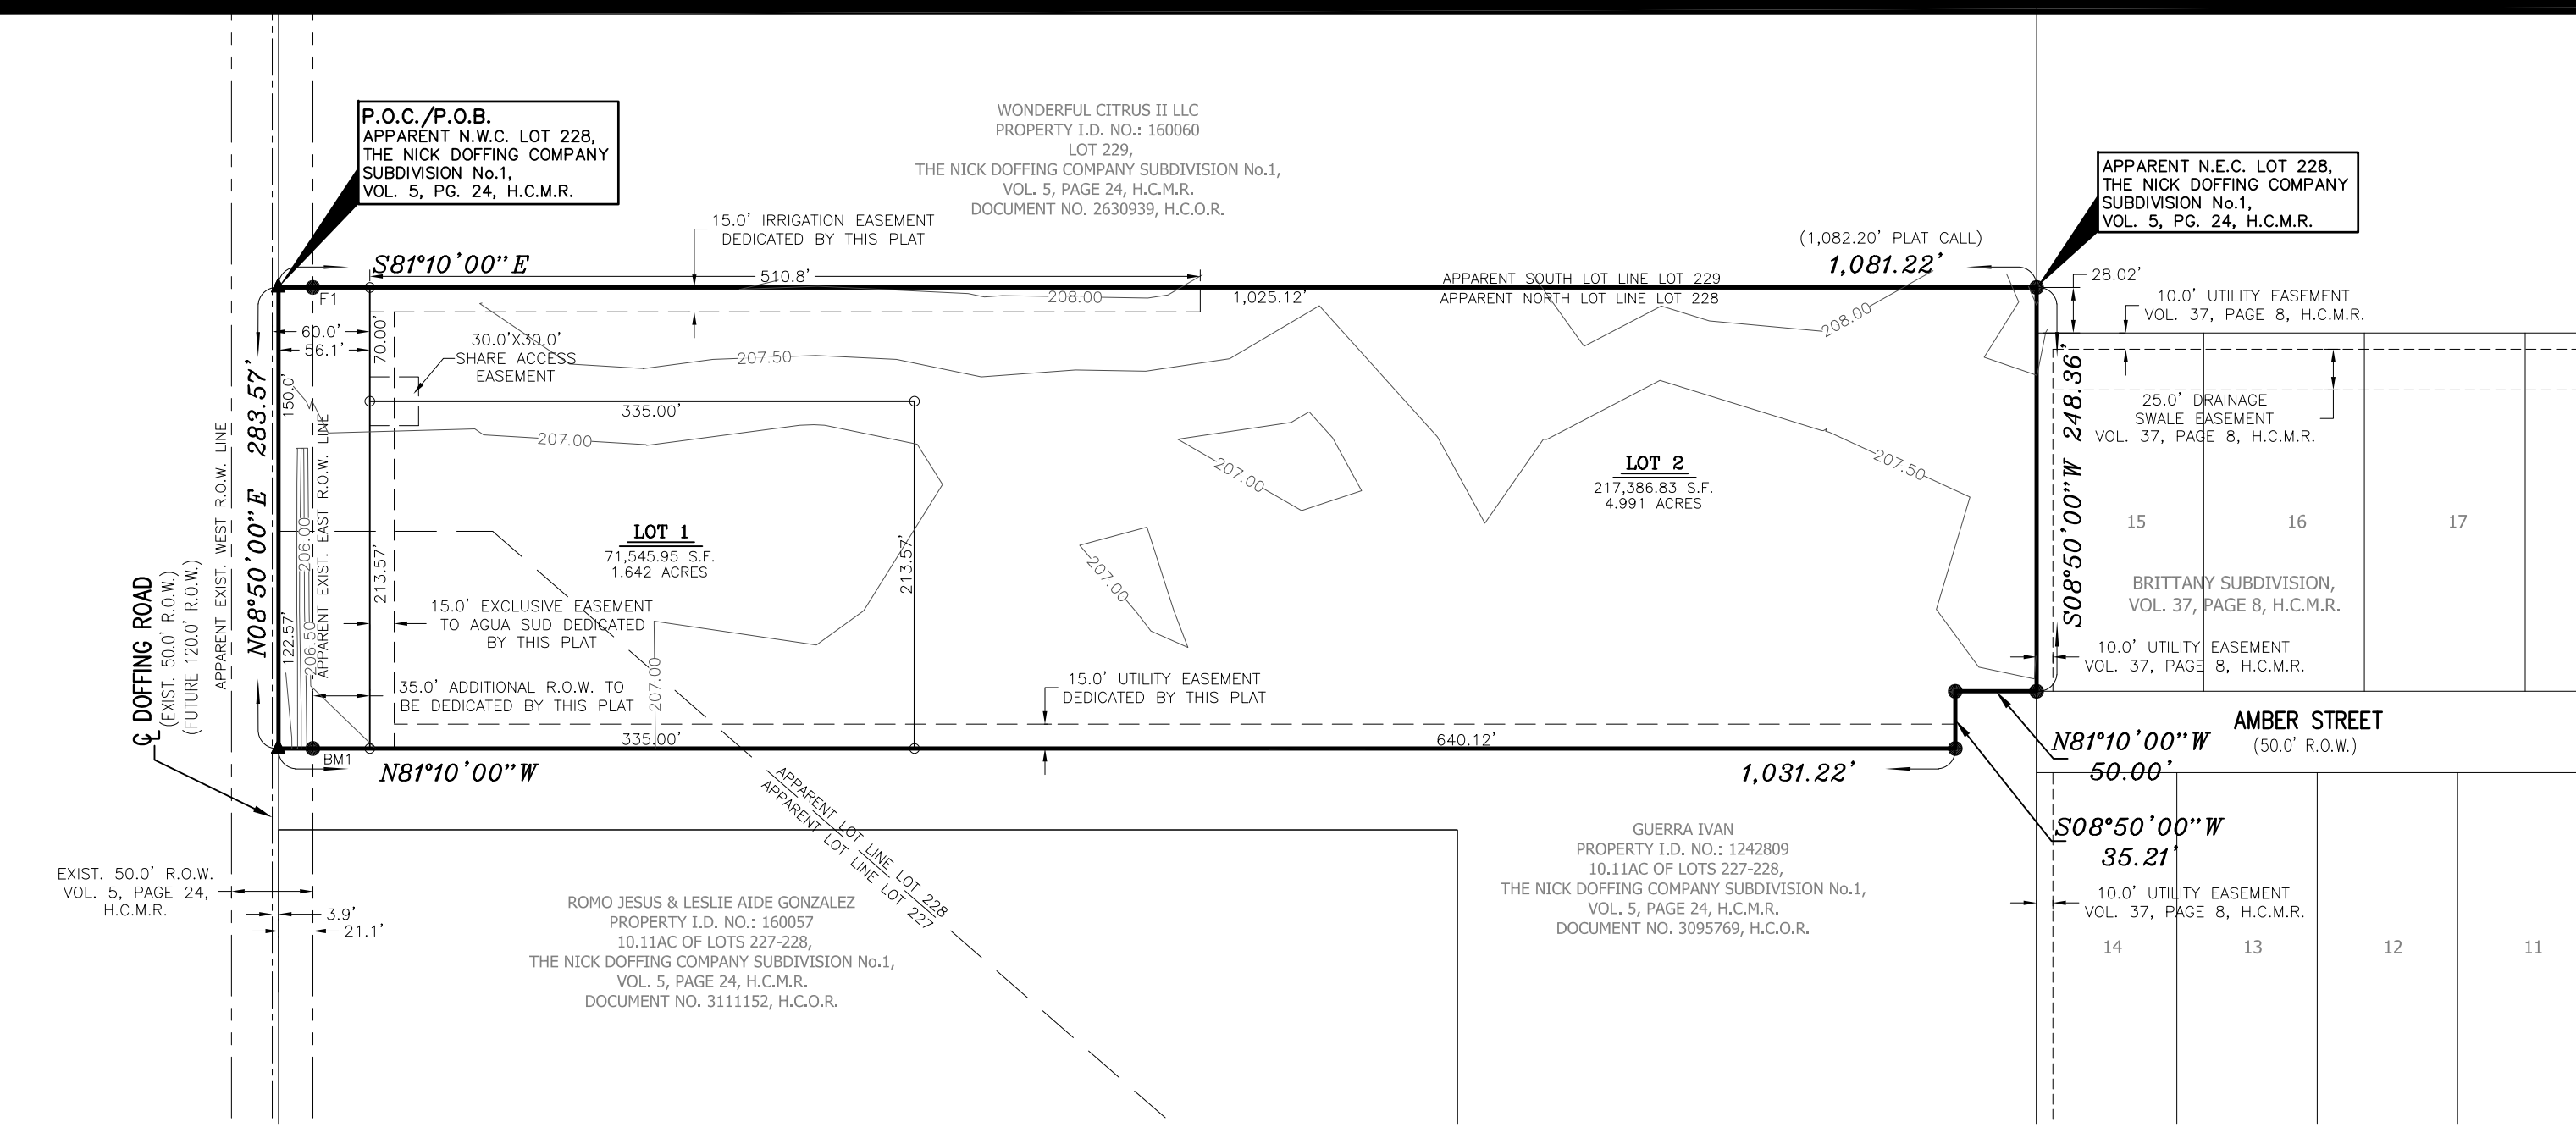 P.O.C./P.O.B.
APPARENT N.W.C. LOT 228,
THE NICK DOFFING COMPANY
SUBDIVISION No.1,
VOL. 5, PG. 24, H.C.M.R.
WONDERFUL CITRUS II LLC
PROPERTY I.D. NO.: 160060
LOT 229,
THE NICK DOFFING COMPANY SUBDIVISION No.1,
VOL. 5, PAGE 24, H.C.M.R.
DOCUMENT NO. 2630939, H.C.O.R.
APPARENT N.E.C. LOT 228,
THE NICK DOFFING COMPANY
SUBDIVISION No.1,
VOL. 5, PG. 24, H.C.M.R.
15.0' IRRIGATION EASEMENT
DEDICATED BY THIS PLAT
(1,082.20' PLAT CALL)
1,081.22'
S81°10'00"E
510.8'
APPARENT SOUTH LOT LINE LOT 229
APPARENT NORTH LOT LINE LOT 228
28.02'
10.0' UTILITY EASEMENT
VOL. 37, PAGE 8, H.C.M.R.
F1
208.00
1,025.12'
208.00
60.0'
56.1'
70.00'
30.0'X30.0'
SHARE ACCESS
EASEMENT
207.50
150.0'
335.00'
207.00
207.00
207.50
207.00
25.0' DRAINAGE
SWALE EASEMENT
VOL. 37, PAGE 8, H.C.M.R.
N08°50'00"E 283.57'
S08°50'00"W 248.36'
LOT 2
217,386.83 S.F.
4.991 ACRES
LOT 1
71,545.95 S.F.
1.642 ACRES
15
16
17
BRITTANY SUBDIVISION,
VOL. 37, PAGE 8, H.C.M.R.
APPARENT EXIST. WEST R.O.W. LINE
APPARENT EXIST. EAST R.O.W. LINE
206.00
206.50
122.57'
213.57'
213.57'
15.0' EXCLUSIVE EASEMENT
TO AGUA SUD DEDICATED
BY THIS PLAT
35.0' ADDITIONAL R.O.W. TO
BE DEDICATED BY THIS PLAT
207.00
15.0' UTILITY EASEMENT
DEDICATED BY THIS PLAT
10.0' UTILITY EASEMENT
VOL. 37, PAGE 8, H.C.M.R.
℄ DOFFING ROAD
(EXIST. 50.0' R.O.W.)
(FUTURE 120.0' R.O.W.)
335.00'
640.12'
BM1
N81°10'00"W
1,031.22'
AMBER STREET
(50.0' R.O.W.)
N81°10'00"W
50.00'
S08°50'00"W
35.21'
APPARENT LOT LINE LOT 228
APPARENT LOT LINE LOT 227
EXIST. 50.0' R.O.W.
VOL. 5, PAGE 24,
H.C.M.R.
3.9'
21.1'
ROMO JESUS & LESLIE AIDE GONZALEZ
PROPERTY I.D. NO.: 160057
10.11AC OF LOTS 227-228,
THE NICK DOFFING COMPANY SUBDIVISION No.1,
VOL. 5, PAGE 24, H.C.M.R.
DOCUMENT NO. 3111152, H.C.O.R.
GUERRA IVAN
PROPERTY I.D. NO.: 1242809
10.11AC OF LOTS 227-228,
THE NICK DOFFING COMPANY SUBDIVISION No.1,
VOL. 5, PAGE 24, H.C.M.R.
DOCUMENT NO. 3095769, H.C.O.R.
10.0' UTILITY EASEMENT
VOL. 37, PAGE 8, H.C.M.R.
14
13
12
11